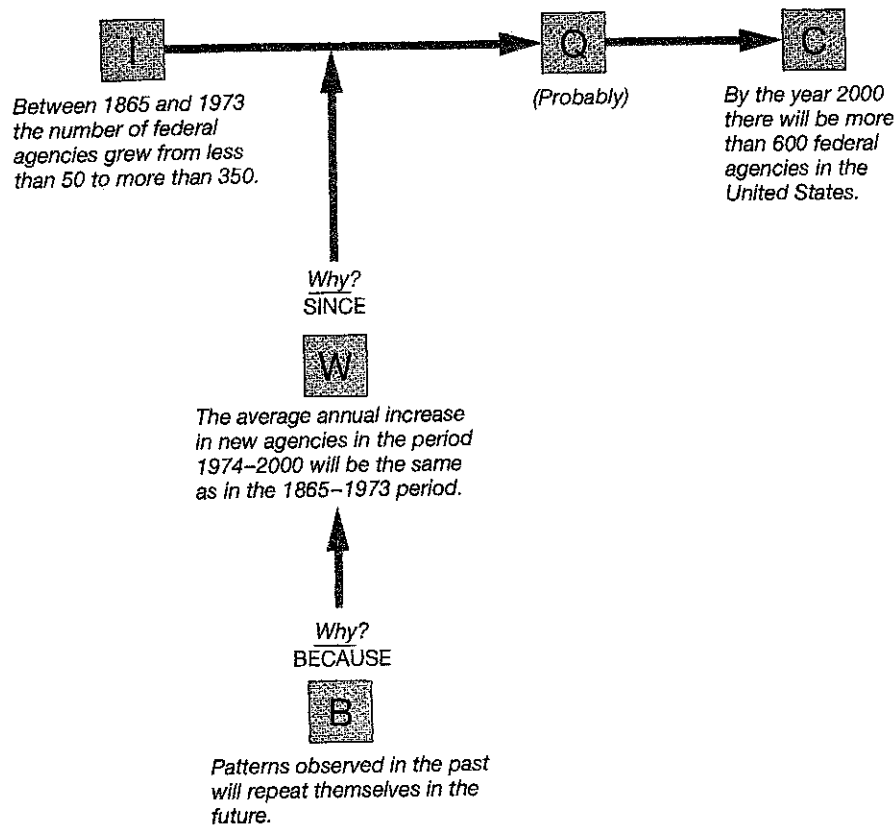 I
Q
C
Between 1865 and 1973
the number of federal
agencies grew from less
than 50 to more than 350.
(Probably)
By the year 2000
there will be more
than 600 federal
agencies in the
United States.
Why?
SINCE
W
The average annual increase
in new agencies in the period
1974–2000 will be the same
as in the 1865–1973 period.
Why?
BECAUSE
B
Patterns observed in the past
will repeat themselves in the
future.